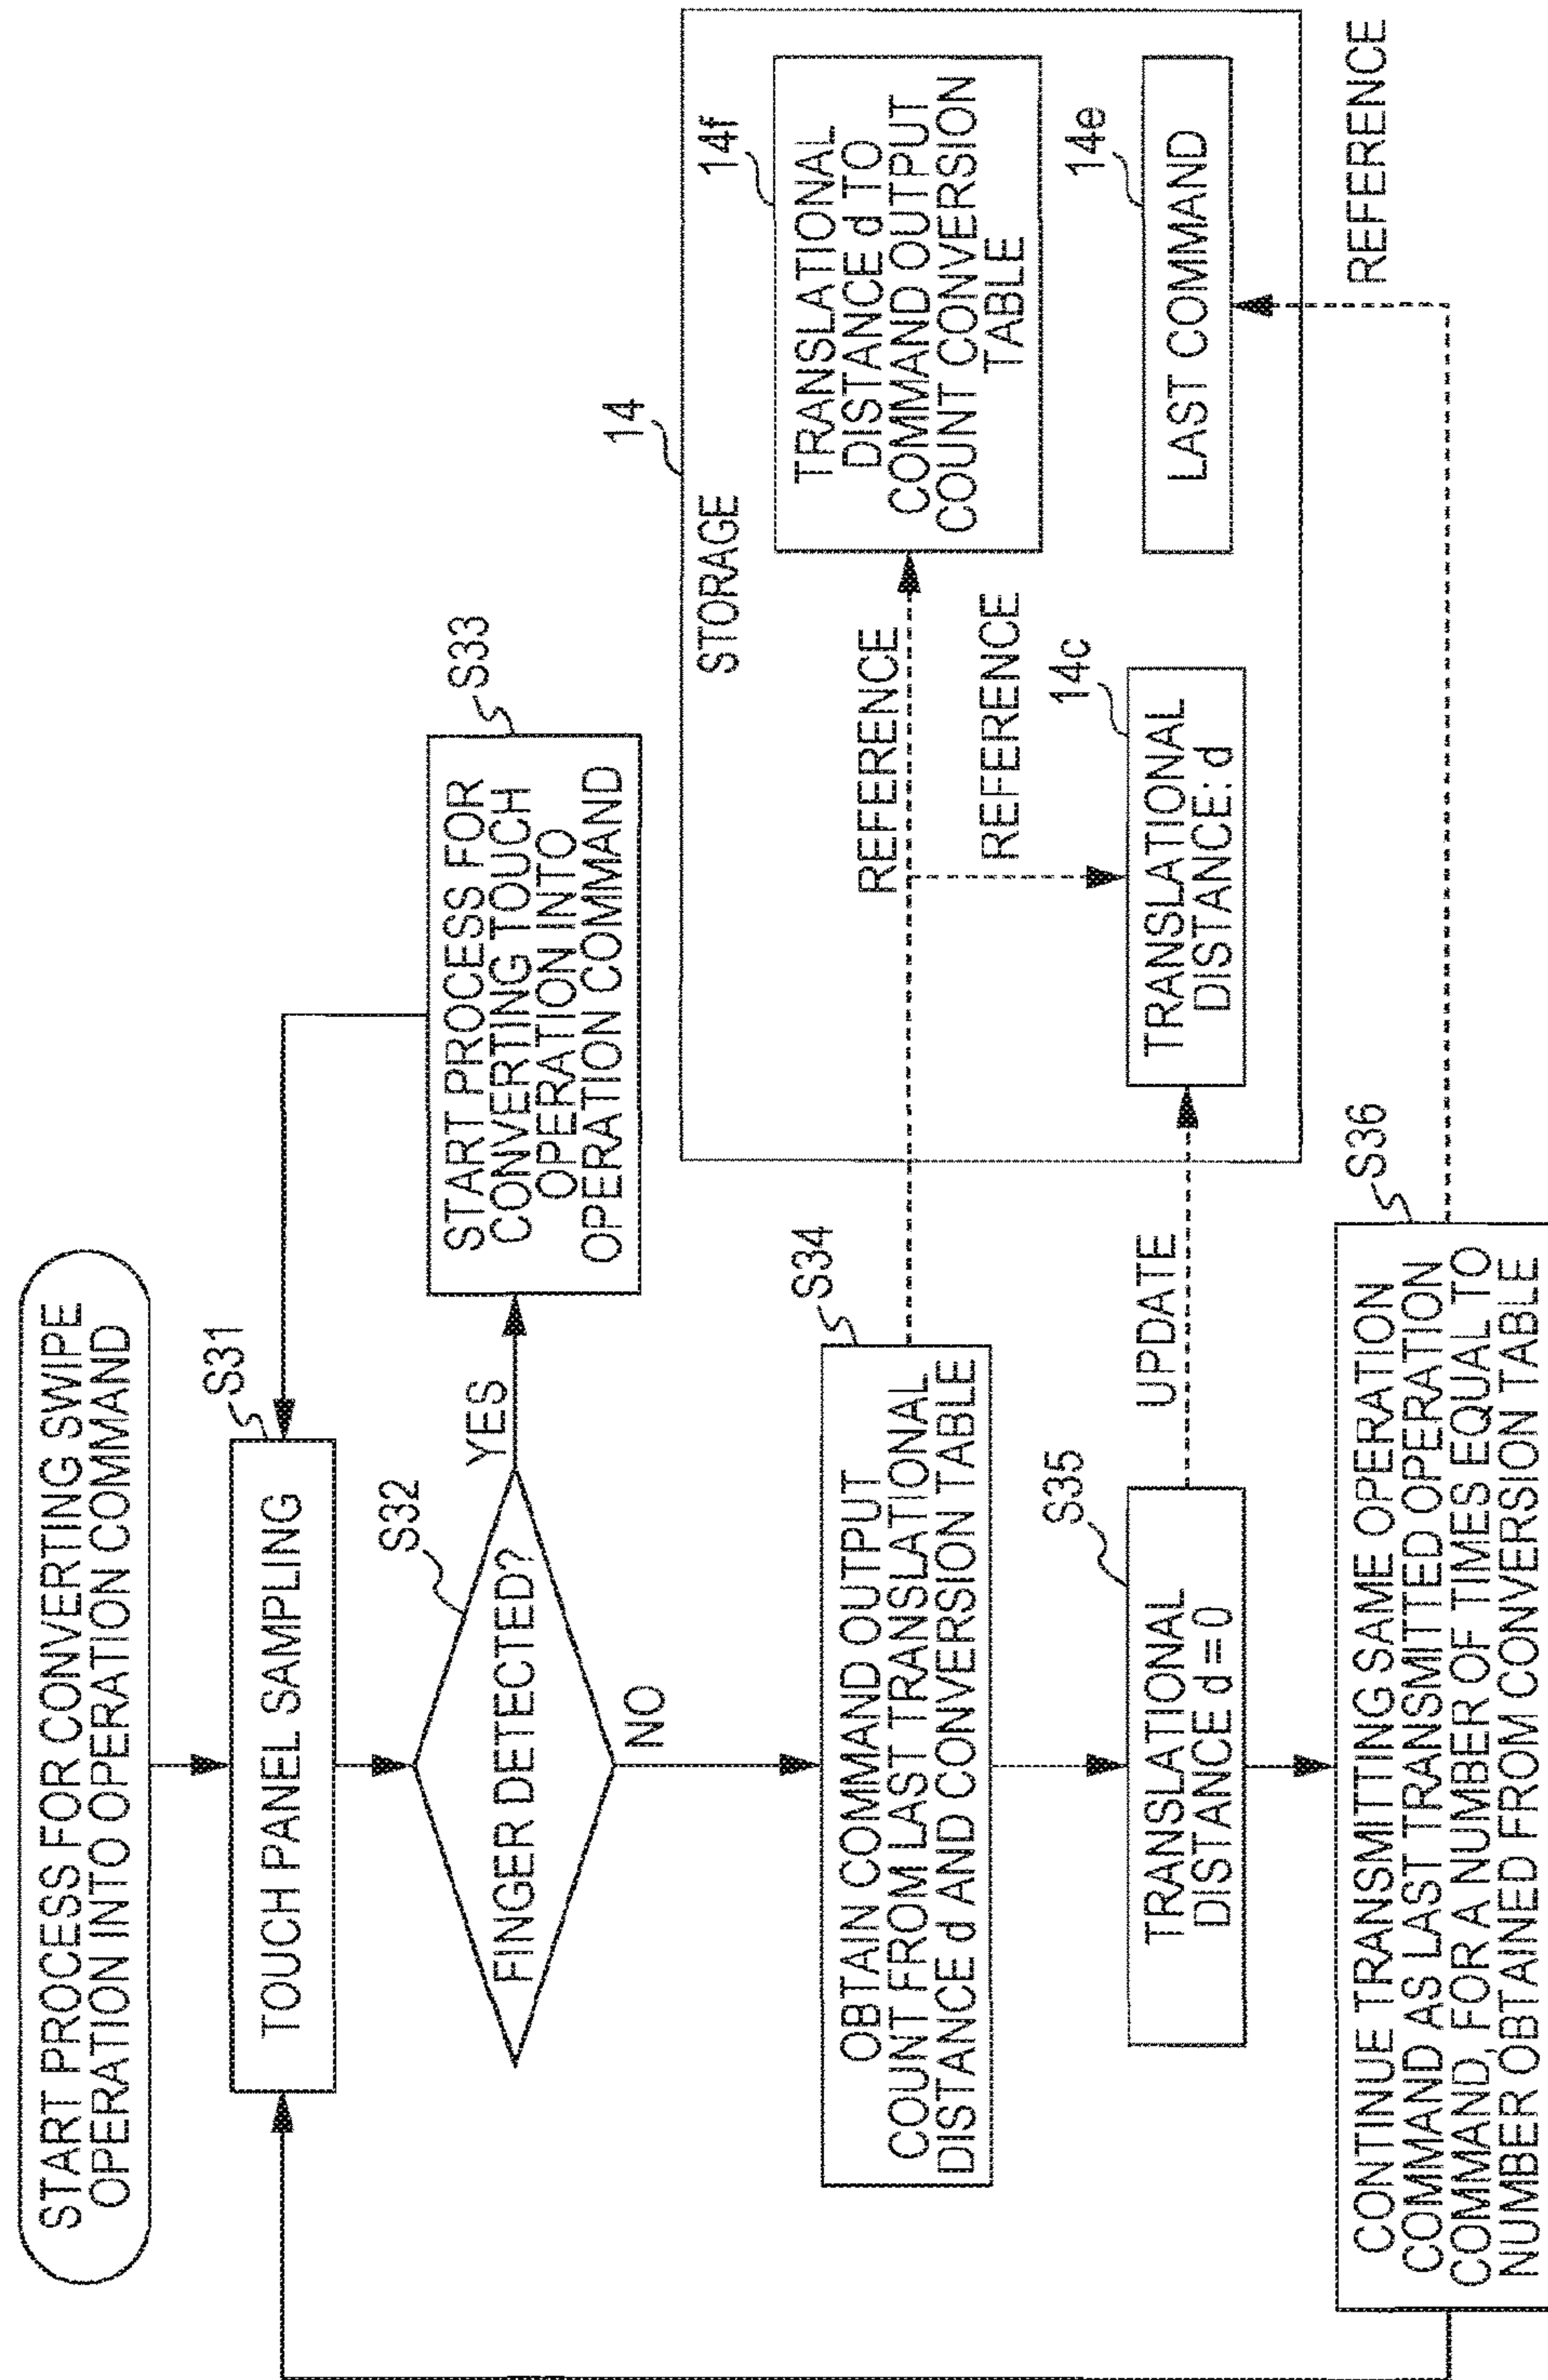 START PROCESS FOR CONVERTING SWIPE
OPERATION INTO OPERATION COMMAND
S31
TOUCH PANEL SAMPLING
S32
FINGER DETECTED?
YES
NO
S33
START PROCESS FOR
CONVERTING TOUCH
OPERATION INTO
OPERATION COMMAND
S34
OBTAIN COMMAND OUTPUT
COUNT FROM LAST TRANSLATIONAL
DISTANCE d AND CONVERSION TABLE
S35
TRANSLATIONAL
DISTANCE d = 0
S36
CONTINUE TRANSMITTING SAME OPERATION
COMMAND AS LAST TRANSMITTED OPERATION
COMMAND, FOR A NUMBER OF TIMES EQUAL TO
NUMBER OBTAINED FROM CONVERSION TABLE
14
STORAGE
REFERENCE
REFERENCE
UPDATE
14f
TRANSLATIONAL
DISTANCE d TO
COMMAND OUTPUT
COUNT CONVERSION
TABLE
14c
TRANSLATIONAL
DISTANCE: d
14e
LAST COMMAND
REFERENCE